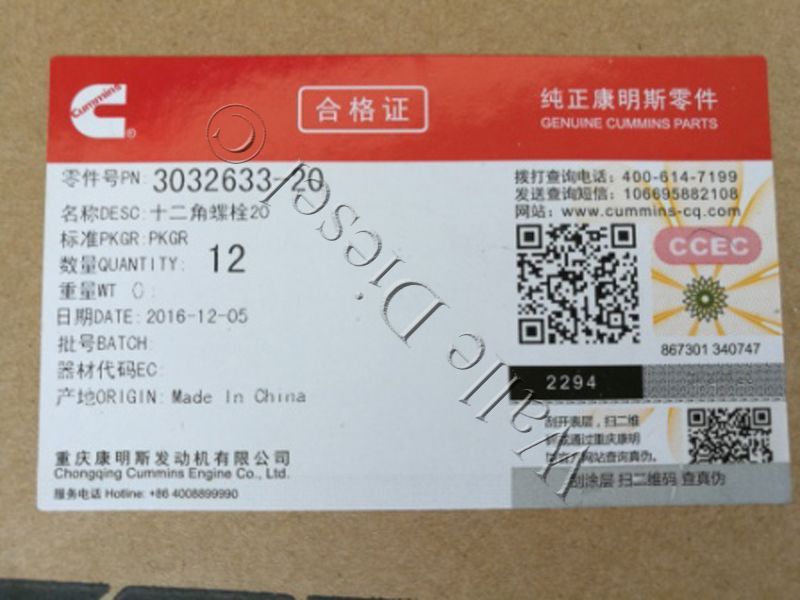 Cummins
®
合格证
纯正康明斯零件
GENUINE CUMMINS PARTS
零件号PN: 3032633-20
名称DESC:十二角螺栓20
标准PKGR:PKGR
数量QUANTITY: 12
重量WT ():
日期DATE:2016-12-05
批号BATCH:
器材代码EC:
产地ORIGIN:Made In China
重庆康明斯发动机有限公司
Chongqing Cummins Engine Co., Ltd.
服务电话 Hotline: +86 4008899990
拨打查询电话: 400-614-7199
发送查询短信: 106695882108
网站: www.cummins-cq.com
CCEC
867301 340747
2294
刮开表层，扫二维
通过重庆康明
网站查询真伪。
刮涂层 扫二维码 查真伪
© Walle Diesel